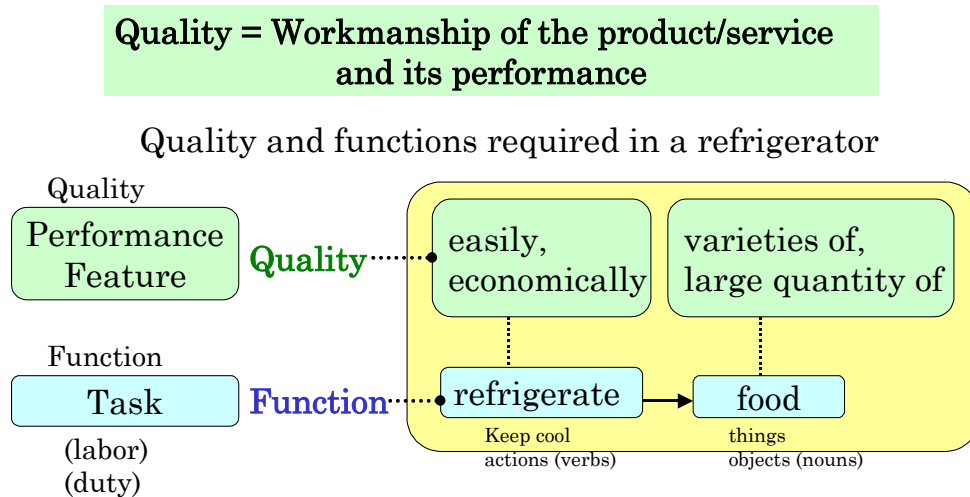 Quality = Workmanship of the product/service
and its performance
Quality and functions required in a refrigerator
Quality
Performance
Feature
Quality
easily,
economically
varieties of,
large quantity of
Function
Task
(labor)
(duty)
Function
refrigerate
food
Keep cool
actions (verbs)
things
objects (nouns)